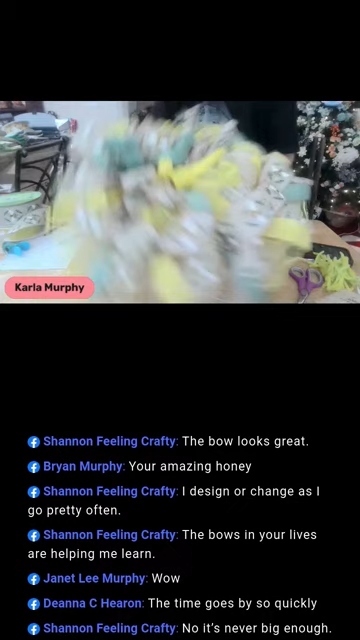 Karla Murphy
Shannon Feeling Crafty: The bow looks great.
Bryan Murphy: Your amazing honey
Shannon Feeling Crafty: I design or change as I
go pretty often.
Shannon Feeling Crafty: The bows in your lives
are helping me learn.
Janet Lee Murphy: Wow
Deanna C Hearon: The time goes by so quickly
Shannon Feeling Crafty: No it's never big enough.